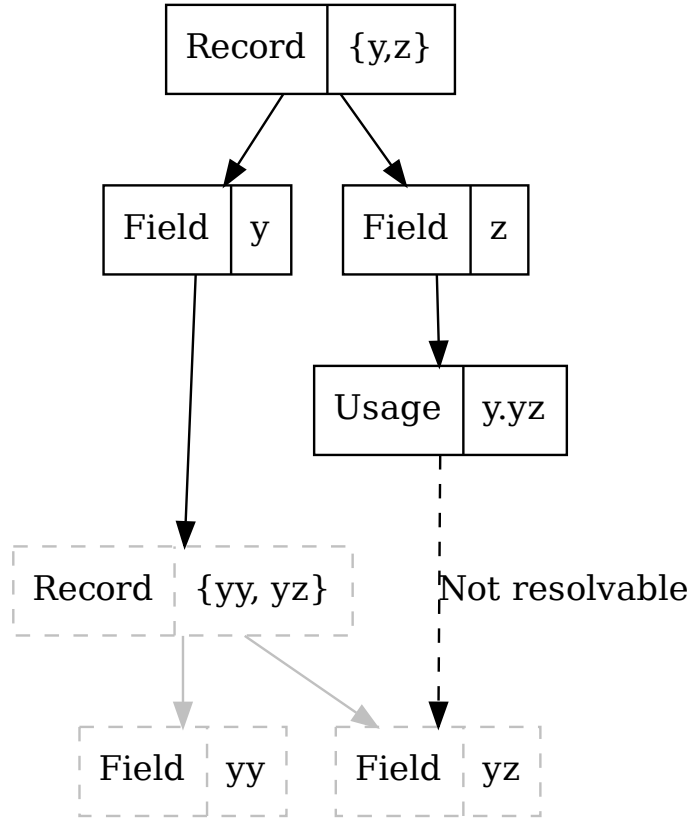 Record {y,z}
Field y
Field z
Usage y.yz
Record {yy, yz}
Not resolvable
Field yy
Field yz